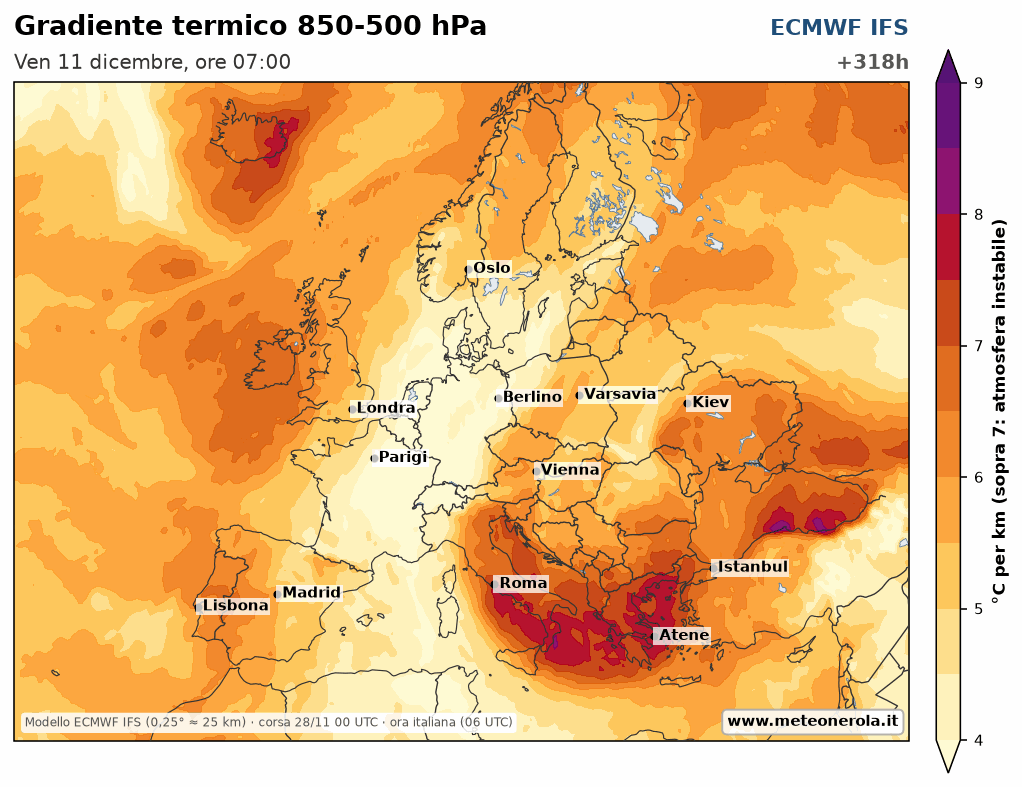 Gradiente termico 850-500 hPa
ECMWF IFS
Ven 11 dicembre, ore 07:00
+318h
Oslo
Londra
Berlino
Varsavia
Kiev
Parigi
Vienna
Istanbul
Roma
Madrid
Lisbona
Atene
Modello ECMWF IFS (0,25° ≈ 25 km) · corsa 28/11 00 UTC · ora italiana (06 UTC)
www.meteonerola.it
9
8
7
6
5
4
°C per km (sopra 7: atmosfera instabile)